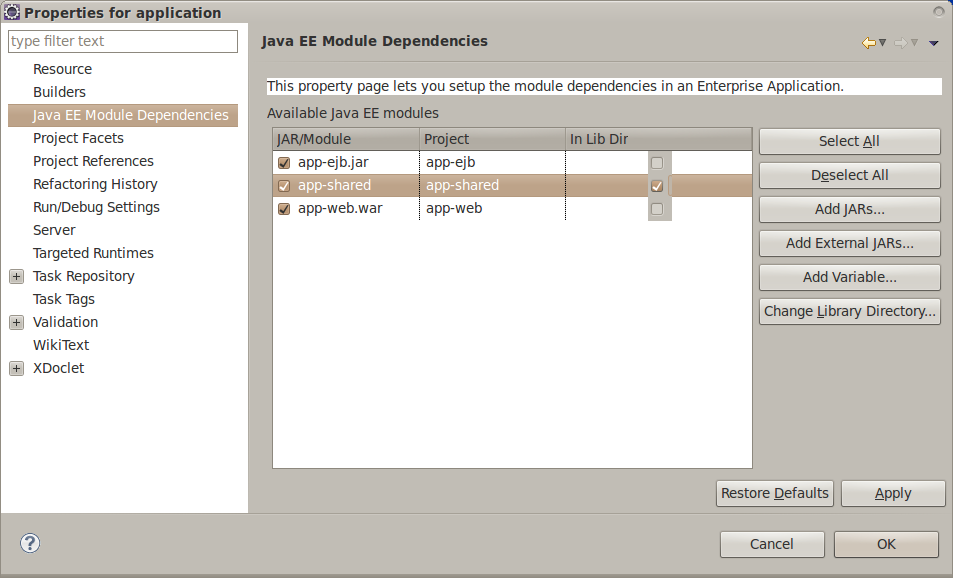 Properties for application
type filter text
Resource
Builders
Java EE Module Dependencies
Project Facets
Project References
Refactoring History
Run/Debug Settings
Server
Targeted Runtimes
Task Repository
Task Tags
Validation
WikiText
XDoclet
Java EE Module Dependencies
This property page lets you setup the module dependencies in an Enterprise Application.
Available Java EE modules
JAR/Module Project In Lib Dir
app-ejb.jar app-ejb
app-shared app-shared
app-web.war app-web
Select All
Deselect All
Add JARs...
Add External JARs...
Add Variable...
Change Library Directory...
Restore Defaults Apply
? Cancel OK